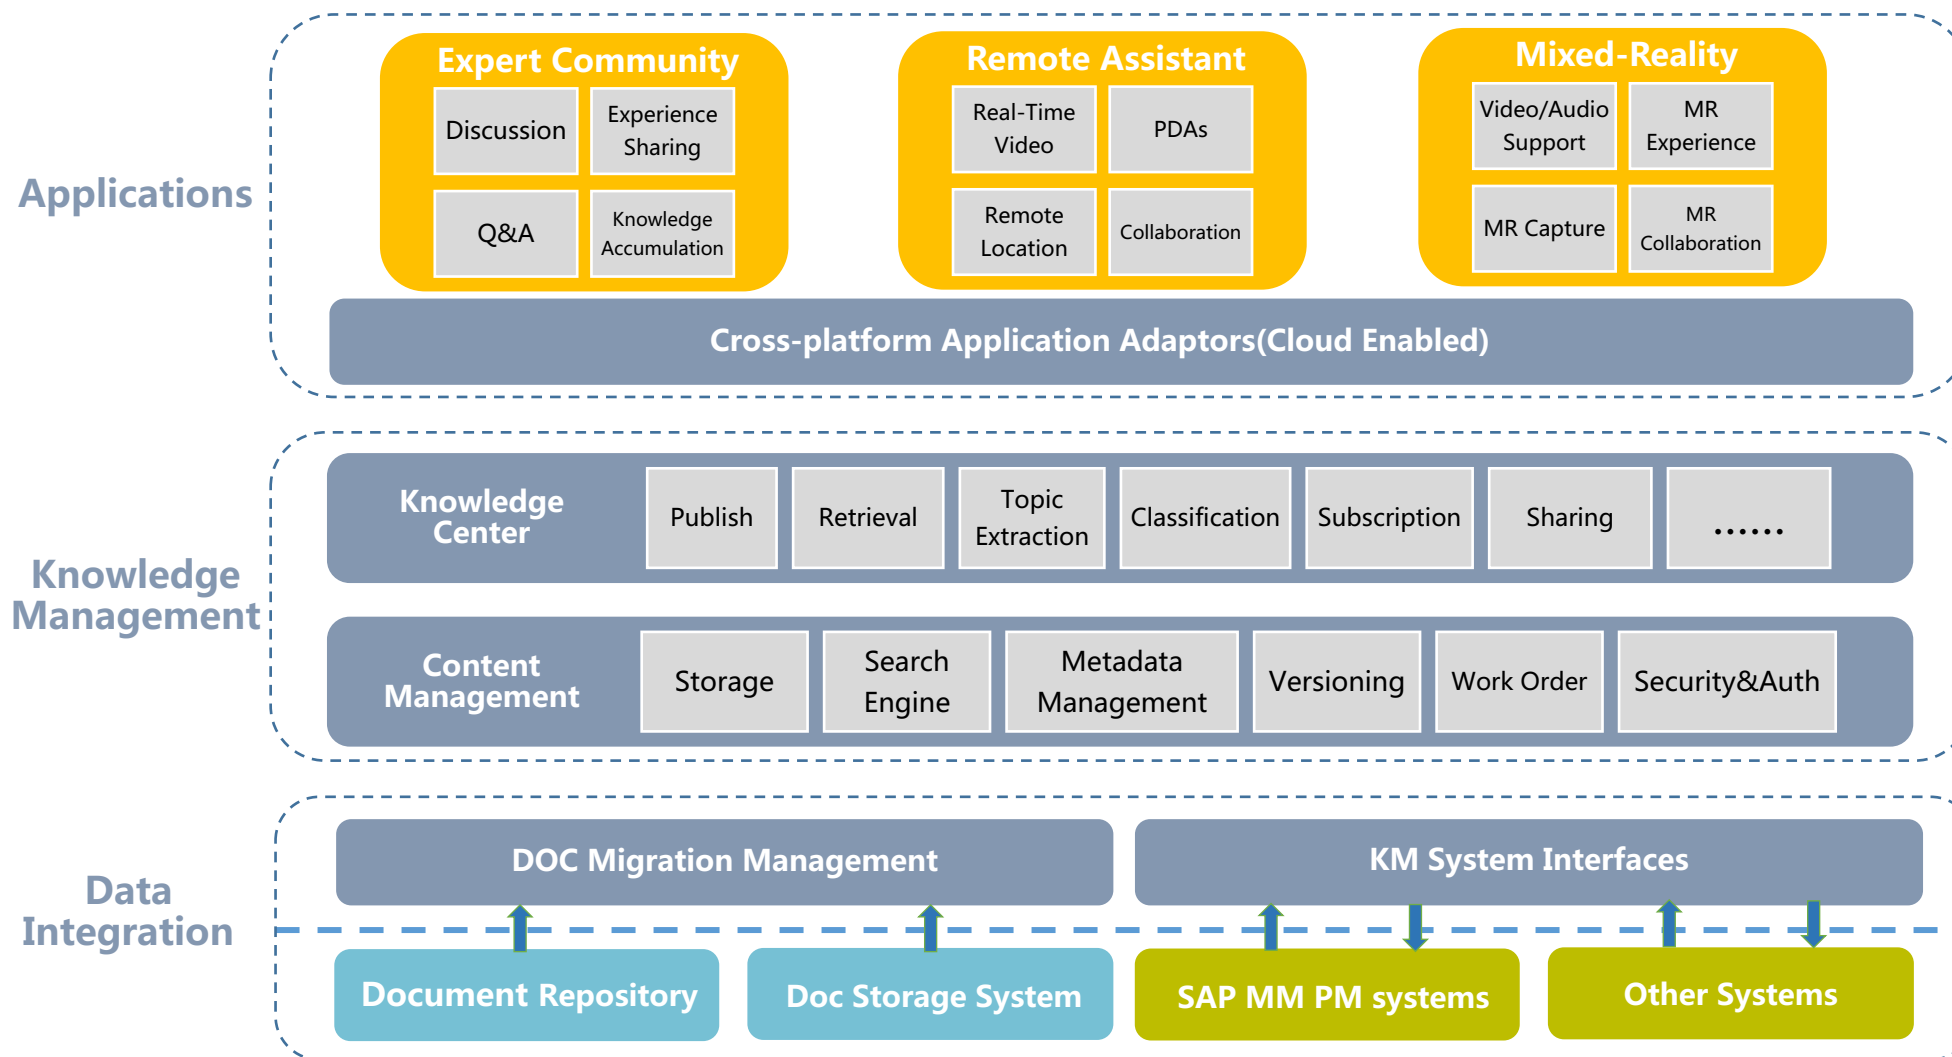 Applications
Expert Community
Discussion
Experience
Sharing
Q&A
Knowledge
Accumulation
Remote Assistant
Real-Time
Video
PDAs
Remote
Location
Collaboration
Mixed-Reality
Video/Audio
Support
MR
Experience
MR Capture
MR
Collaboration
Cross-platform Application Adaptors(Cloud Enabled)
Knowledge
Management
Knowledge
Center
Publish
Retrieval
Topic
Extraction
Classification
Subscription
Sharing
......
Content
Management
Storage
Search
Engine
Metadada
Management
Versioning
Work Order
Security&Auth
Data
Integration
DOC Migration Management
KM System Interfaces
Document Repository
Doc Storage System
SAP MM PM systems
Other Systems